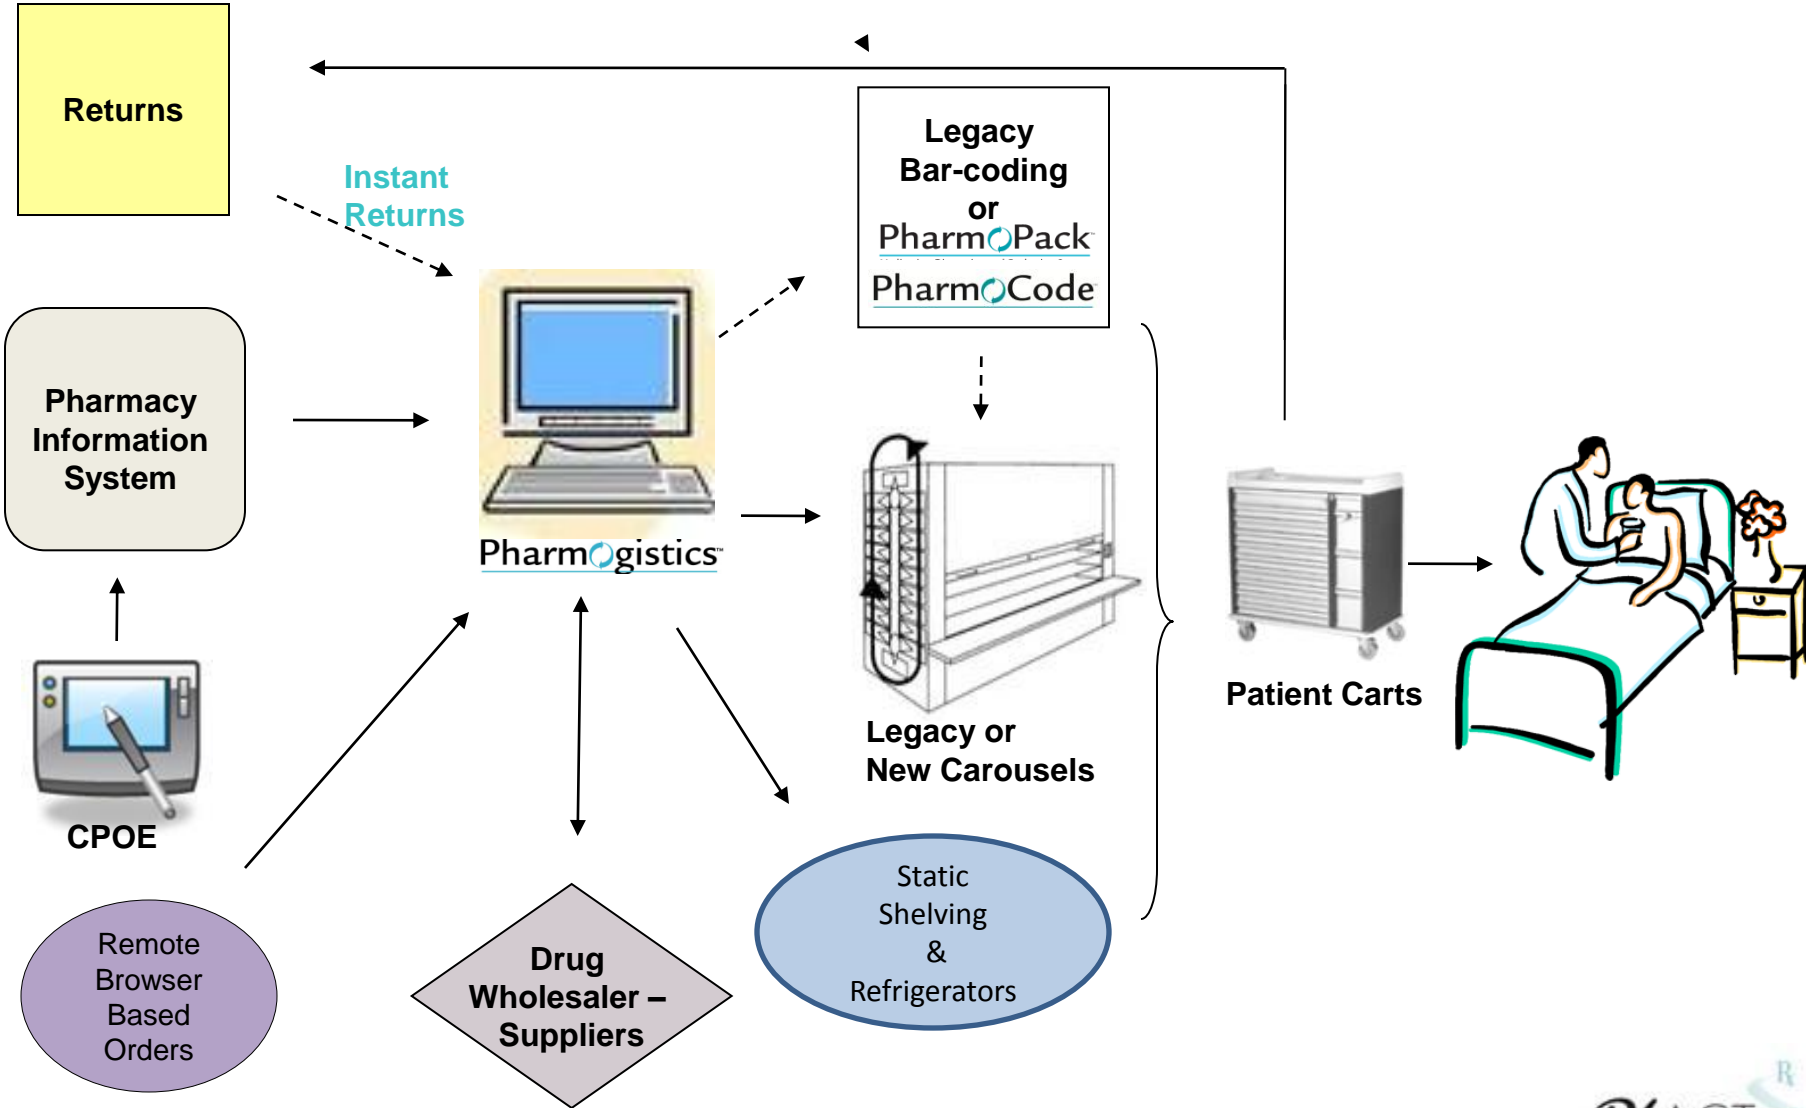 Returns
Instant
Returns
Legacy
Bar-coding
or
PharmoPack
PharmoCode
Pharmacy
Information
System
Pharmogistics™
CPOE
Legacy or
New Carousels
Patient Carts
Remote
Browser
Based
Orders
Drug
Wholesaler –
Suppliers
Static
Shelving
&
Refrigerators